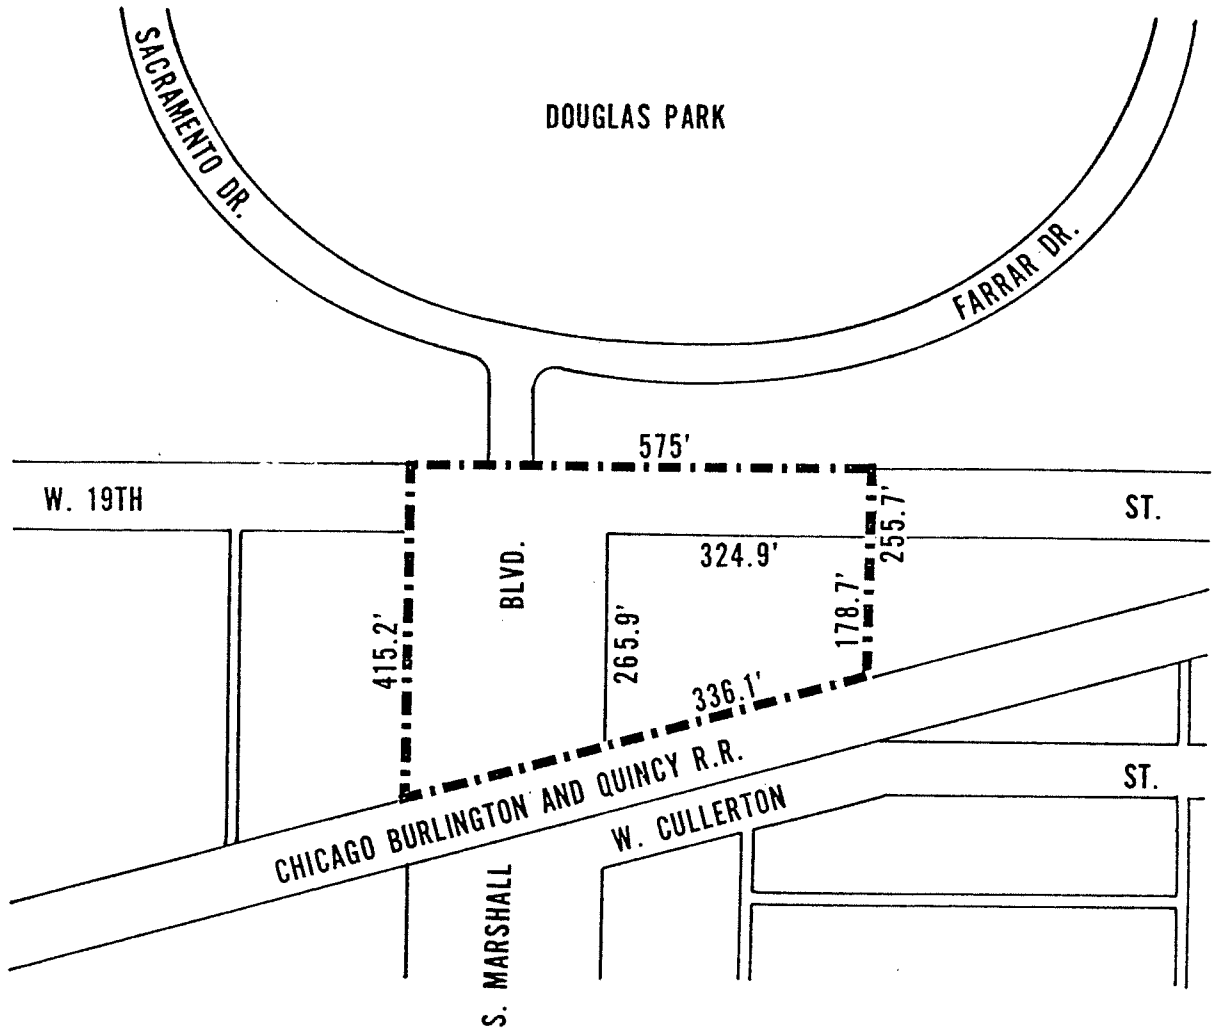 SACRAMENTO DR.
DOUGLAS PARK
FARRAR DR.
575'
W. 19TH
ST.
255.7'
BLVD.
324.9'
178.7'
415.2'
265.9'
336.1'
CHICAGO BURLINGTON AND QUINCY R.R.
ST.
W. CULLERTON
S. MARSHALL